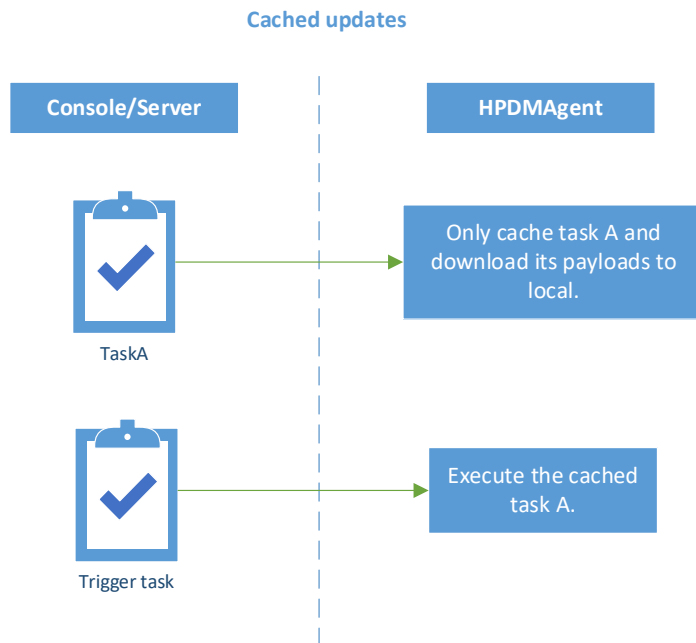 Cached updates
Console/Server
HPDMAgent
Only cache task A and
download its payloads to
local.
TaskA
Execute the cached
task A.
Trigger task